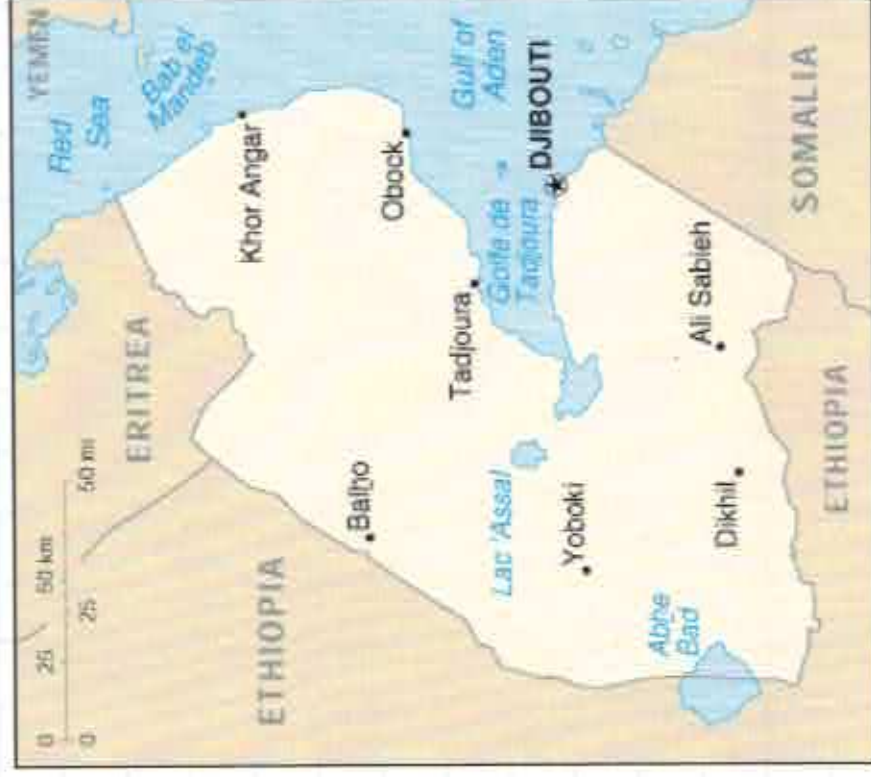 YEMEN
Red
Sea
Bab el
Mandeb
ERITREA
0 25 50 km
0 25 50 mi
Khor Angar
Obock
Gulf of
Aden
ETHIOPIA
Balho
Tadjoura
Golfe de
Tadjoura
DJIBOUTI
Lac 'Assal
Yoboki
Abhe
Bad
Dikhil
Ali Sabieh
SOMALIA
ETHIOPIA